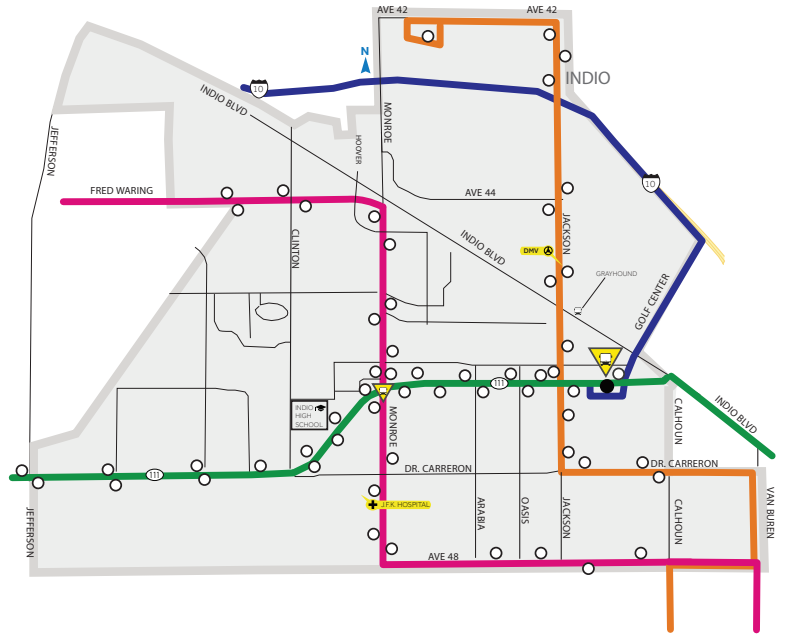 AVE 42
AVE 42
N
INDIO
10
INDIO BLVD
MONROE
JEFFERSON
HOOVER
10
FRED WARING
AVE 44
CLINTON
JACKSON
INDIO BLVD
DMV
GRAYHOUND
GOLF CENTER
111
INDIO
HIGH
SCHOOL
MONROE
CALHOUN
INDIO BLVD
DR. CARRERON
DR. CARRERON
111
JEFFERSON
J.F.K HOSPITAL
ARABIA
OASIS
JACKSON
CALHOUN
VAN BUREN
AVE 48